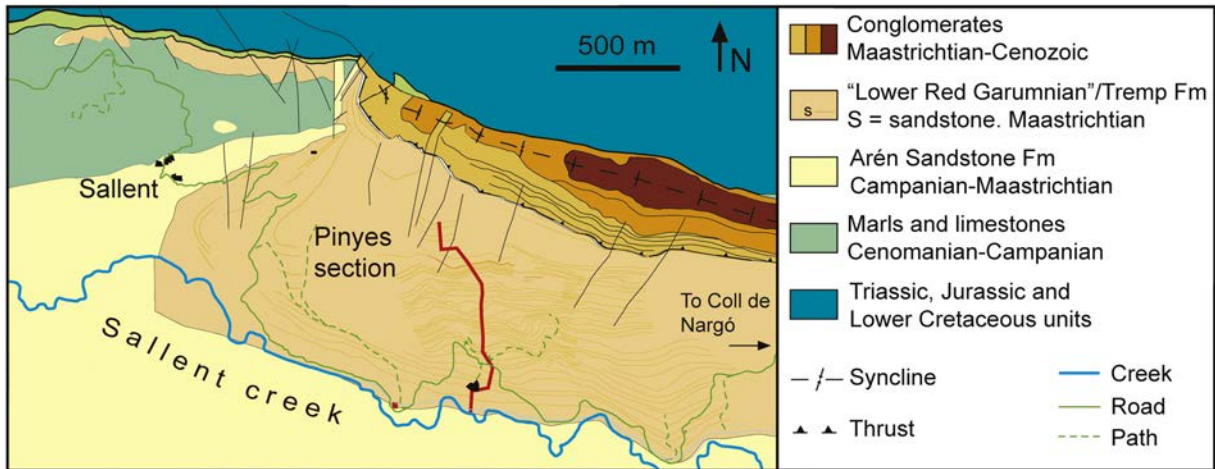 500 m
N
Sallent
Pinyes
section
To Coll de
Nargó
Sallent creek
Conglomerates
Maastrichtian-Cenozoic
s
“Lower Red Garumnian”/Tremp Fm
S = sandstone. Maastrichtian
Arén Sandstone Fm
Campanian-Maastrichtian
Marls and limestones
Cenomanian-Campanian
Triassic, Jurassic and
Lower Cretaceous units
Syncline
Thrust
Creek
Road
Path